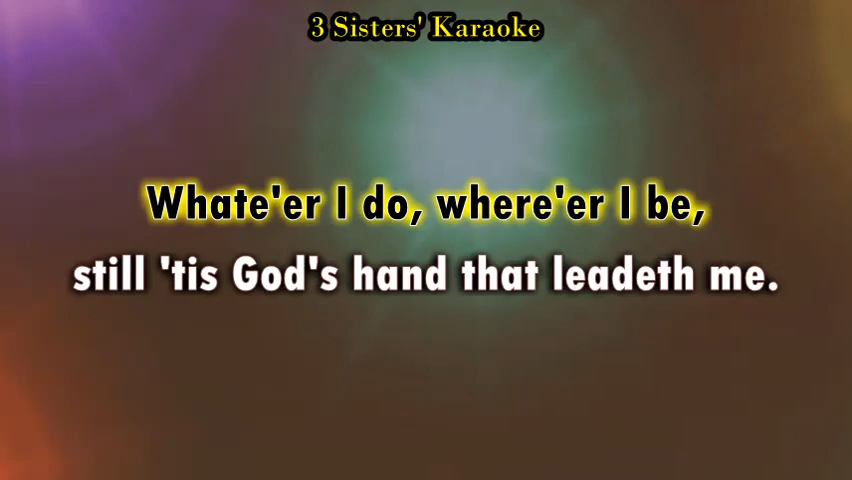 3 Sisters' Karaoke
Whate'er I do, where'er I be,
still 'tis God's hand that leadeth me.